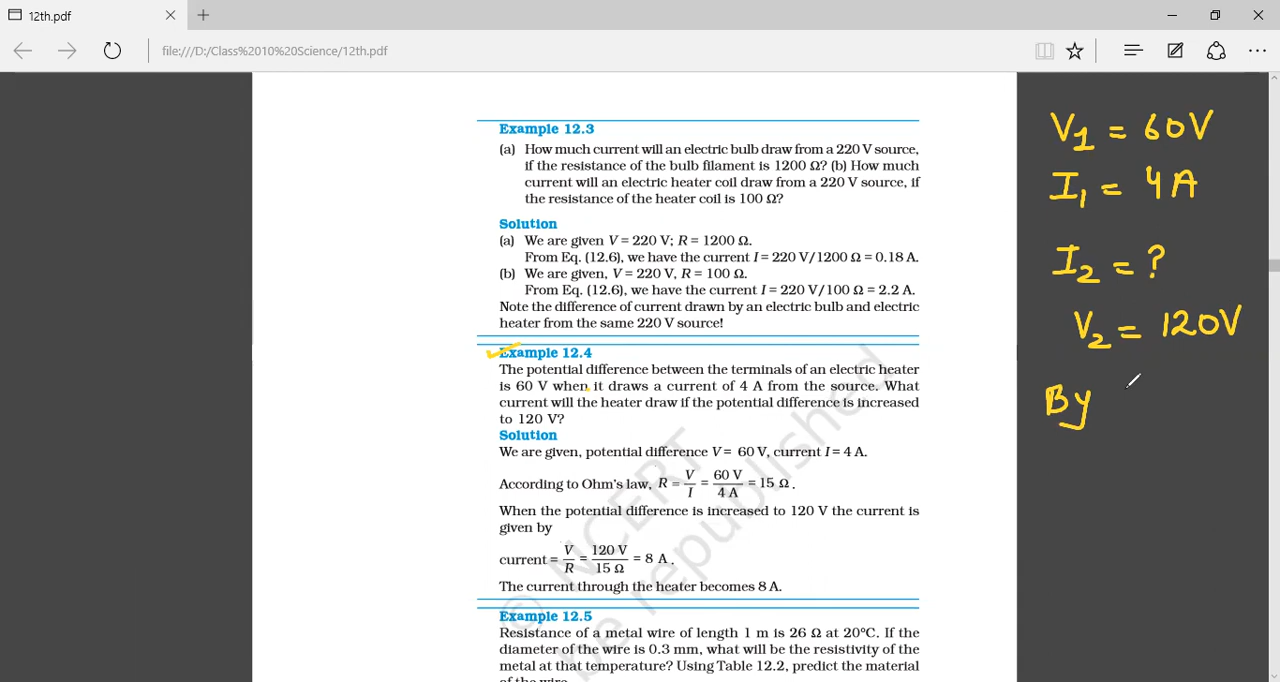 12th.pdf
file:///D:/Class%2010%20Science/12th.pdf
Example 12.3
(a) How much current will an electric bulb draw from a 220 V source,
if the resistance of the bulb filament is 1200 Ω? (b) How much
current will an electric heater coil draw from a 220 V source, if
the resistance of the heater coil is 100 Ω?
Solution
(a) We are given V = 220 V; R = 1200 Ω.
From Eq. (12.6), we have the current I = 220 V/1200 Ω = 0.18 A.
(b) We are given, V = 220 V, R = 100 Ω.
From Eq. (12.6), we have the current I = 220 V/100 Ω = 2.2 A.
Note the difference of current drawn by an electric bulb and electric
heater from the same 220 V source!
Example 12.4
The potential difference between the terminals of an electric heater
is 60 V when it draws a current of 4 A from the source. What
current will the heater draw if the potential difference is increased
to 120 V?
Solution
We are given, potential difference V = 60 V, current I = 4 A.
According to Ohm's law, R = V/I = 60 V/4 A = 15 Ω.
When the potential difference is increased to 120 V the current is
given by
current = V/R = 120 V/15 Ω = 8 A.
The current through the heater becomes 8 A.
Example 12.5
Resistance of a metal wire of length 1 m is 26 Ω at 20°C. If the
diameter of the wire is 0.3 mm, what will be the resistivity of the
metal at that temperature? Using Table 12.2, predict the material
of the wire.
© NCERT
be republished
V1 = 60V
I1 = 4A
I2 = ?
V2 = 120V
By